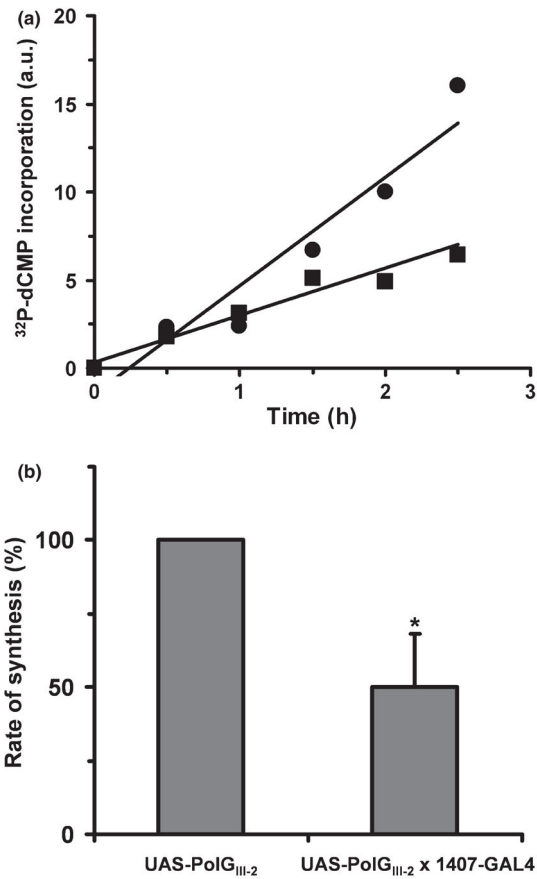 (a)
20
15
10
5
0
³²P-dCMP incorporation (a.u.)
0 1 2 3
Time (h)
(b)
100
50
0
Rate of synthesis (%)
*
UAS-PolG_III-2 UAS-PolG_III-2 x 1407-GAL4